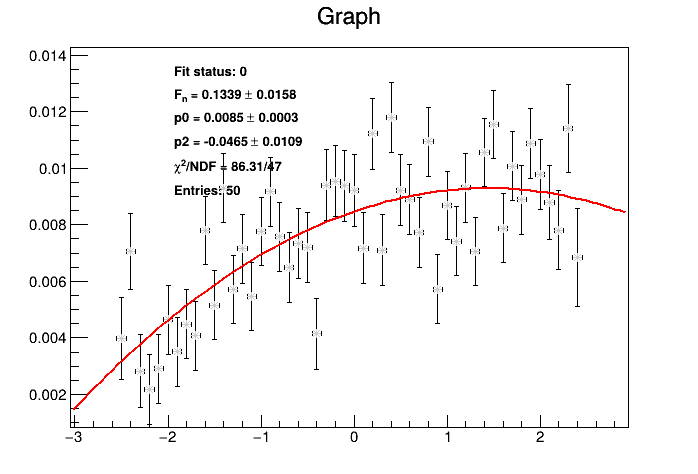 Graph
0.014
0.012
0.01
0.008
0.006
0.004
0.002
Fit status: 0
Fn = 0.1339 ± 0.0158
p0 = 0.0085 ± 0.0003
p2 = -0.0465 ± 0.0109
χ²/NDF = 86.31/47
Entries: 50
−3 −2 −1 0 1 2